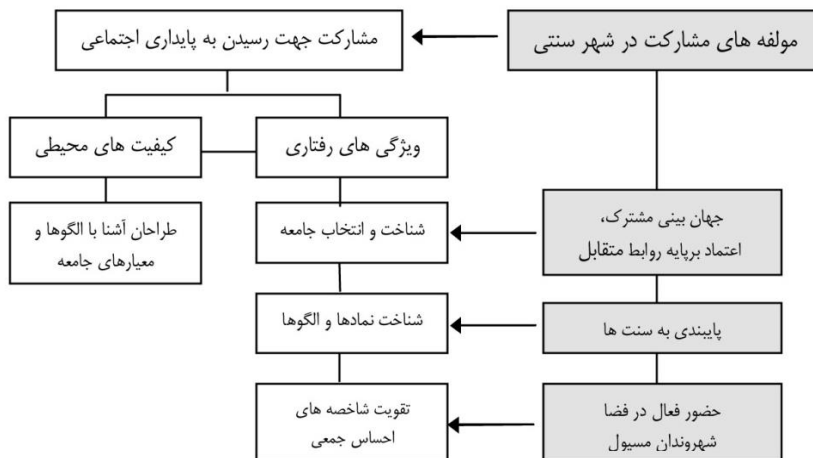 مولفه های مشارکت در شهر سنتی
مشارکت جهت رسیدن به پایداری اجتماعی
ویژگی های رفتاری
کیفیت های محیطی
جهان بینی مشترک،
اعتماد برپایه روابط متقابل
شناخت و انتخاب جامعه
طراحان آشنا با الگوها و
معیارهای جامعه
پایبندی به سنت ها
شناخت نمادها و الگوها
حضور فعال در فضا
شهروندان مسیول
تقویت شاخصه های
احساس جمعی